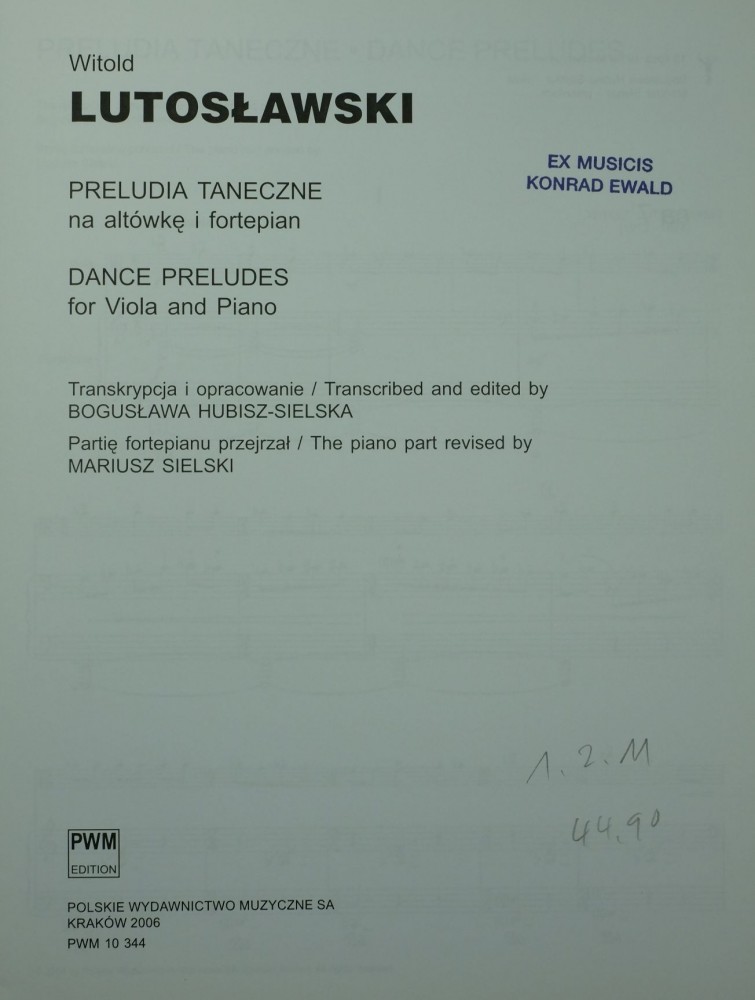 Witold
LUTOSŁAWSKI
EX MUSICIS
KONRAD EWALD
PRELUDIA TANECZNE
na altówkę i fortepian
DANCE PRELUDES
for Viola and Piano
Transkrypcja i opracowanie / Transcribed and edited by
BOGUSŁAWA HUBISZ-SIELSKA
Partię fortepianu przejrzał / The piano part revised by
MARIUSZ SIELSKI
1.2.11
44.90
PWM
EDITION
POLSKIE WYDAWNICTWO MUZYCZNE SA
KRAKÓW 2006
PWM 10 344